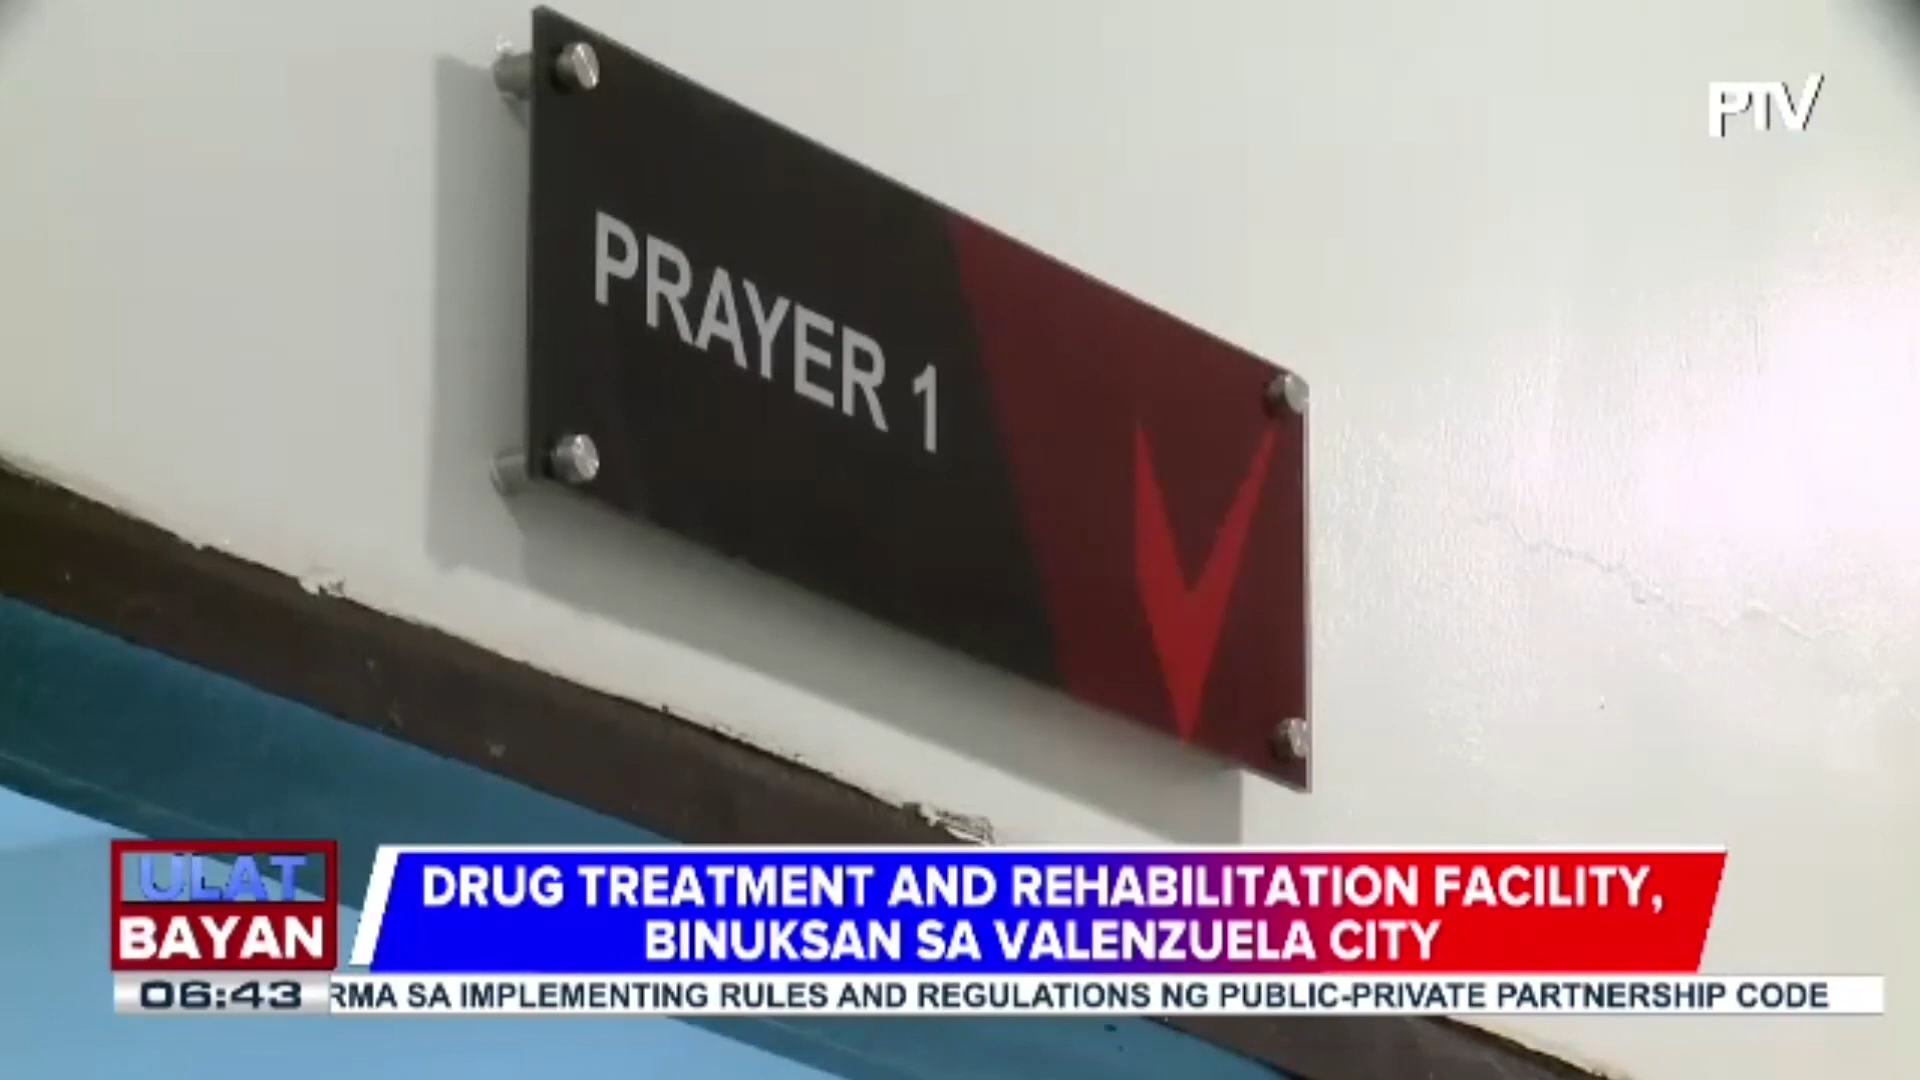 PTV
PRAYER 1
DRUG TREATMENT AND REHABILITATION FACILITY,
BINUKSAN SA VALENZUELA CITY
ULAT
BAYAN
06:43
RMA SA IMPLEMENTING RULES AND REGULATIONS NG PUBLIC-PRIVATE PARTNERSHIP CODE